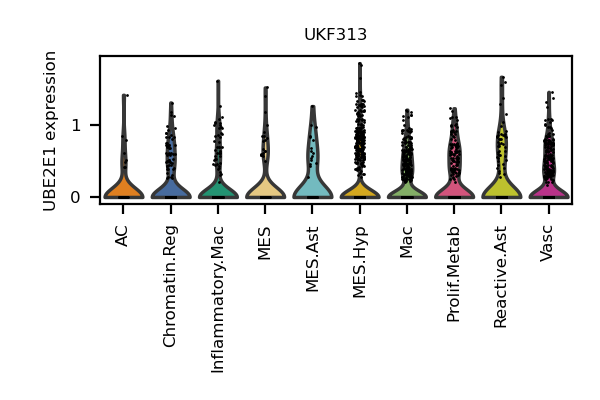 UKF313
UBE2E1 expression
1
0
AC
Chromatin.Reg
Inflammatory.Mac
MES
MES.Ast
MES.Hyp
Mac
Prolif.Metab
Reactive.Ast
Vasc